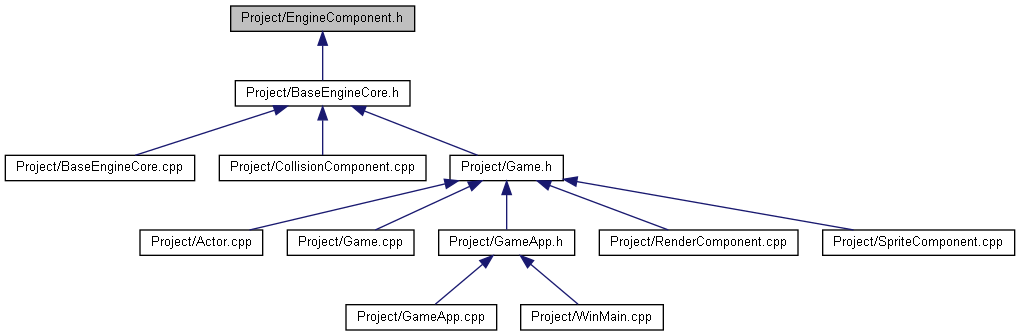 Project/EngineComponent.h
Project/BaseEngineCore.h
Project/BaseEngineCore.cpp
Project/CollisionComponent.cpp
Project/Game.h
Project/Actor.cpp
Project/Game.cpp
Project/GameApp.h
Project/RenderComponent.cpp
Project/SpriteComponent.cpp
Project/GameApp.cpp
Project/WinMain.cpp